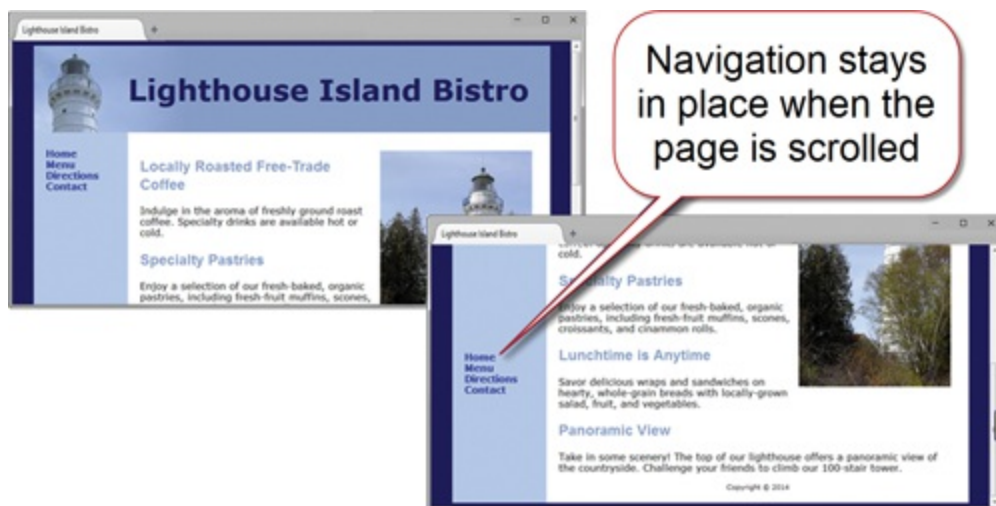 Lighthouse Island Bistro
Lighthouse Island Bistro
Home
Menu
Directions
Contact
Locally Roasted Free-Trade
Coffee
Indulge in the aroma of freshly ground roast
coffee. Specialty drinks are available hot or
cold.
Specialty Pastries
Enjoy a selection of our fresh-baked, organic
pastries, including fresh-fruit muffins, scones,
Navigation stays
in place when the
page is scrolled
Lighthouse Island Bistro
cold.
Specialty Pastries
Enjoy a selection of our fresh-baked, organic
pastries, including fresh-fruit muffins, scones,
croissants, and cinammon rolls.
Home
Menu
Directions
Contact
Lunchtime is Anytime
Savor delicious wraps and sandwiches on
hearty, whole-grain breads with locally-grown
salad, fruit, and vegetables.
Panoramic View
Take in some scenery! The top of our lighthouse offers a panoramic view of
the countryside. Challenge your friends to climb our 100-stair tower.
Copyright © 2014